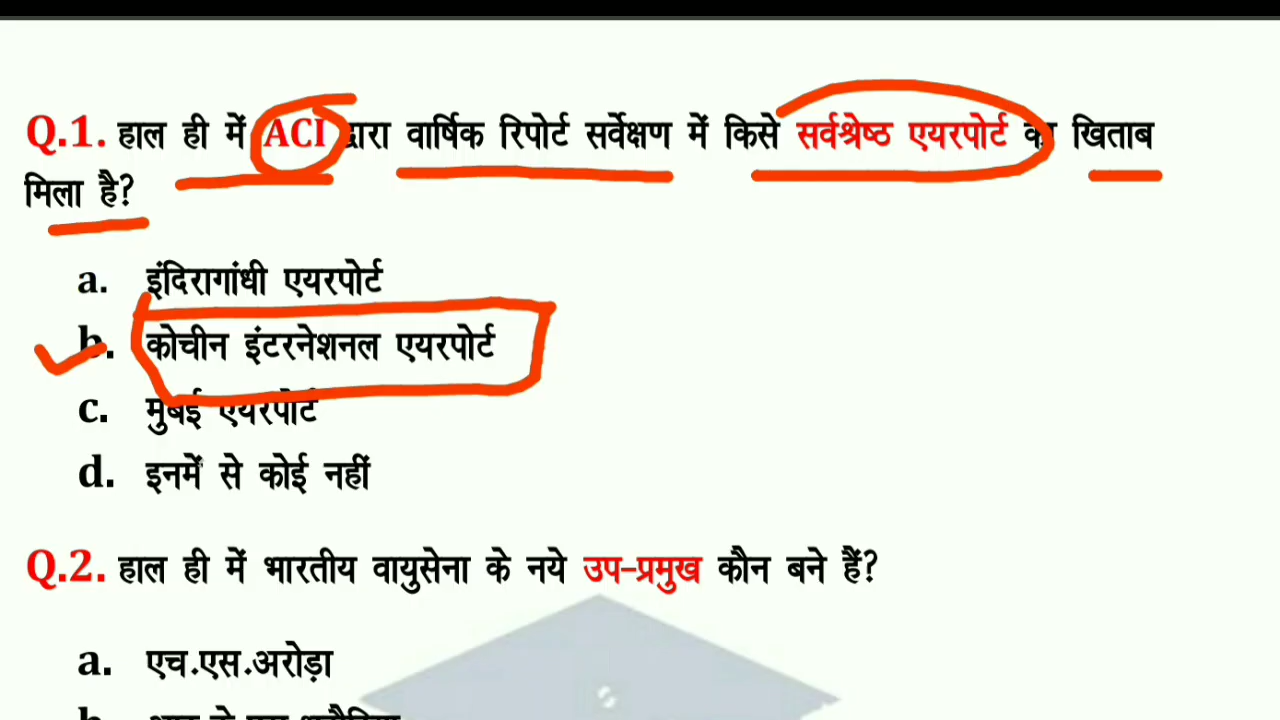 Q.1. हाल ही में ACI द्वारा वार्षिक रिपोर्ट सर्वेक्षण में किसे सर्वश्रेष्ठ एयरपोर्ट का खिताब
मिला है?
a. इंदिरागांधी एयरपोर्ट
b. कोचीन इंटरनेशनल एयरपोर्ट
c. मुंबई एयरपोर्ट
d. इनमें से कोई नहीं
Q.2. हाल ही में भारतीय वायुसेना के नये उप-प्रमुख कौन बने हैं?
a. एच.एस.अरोड़ा